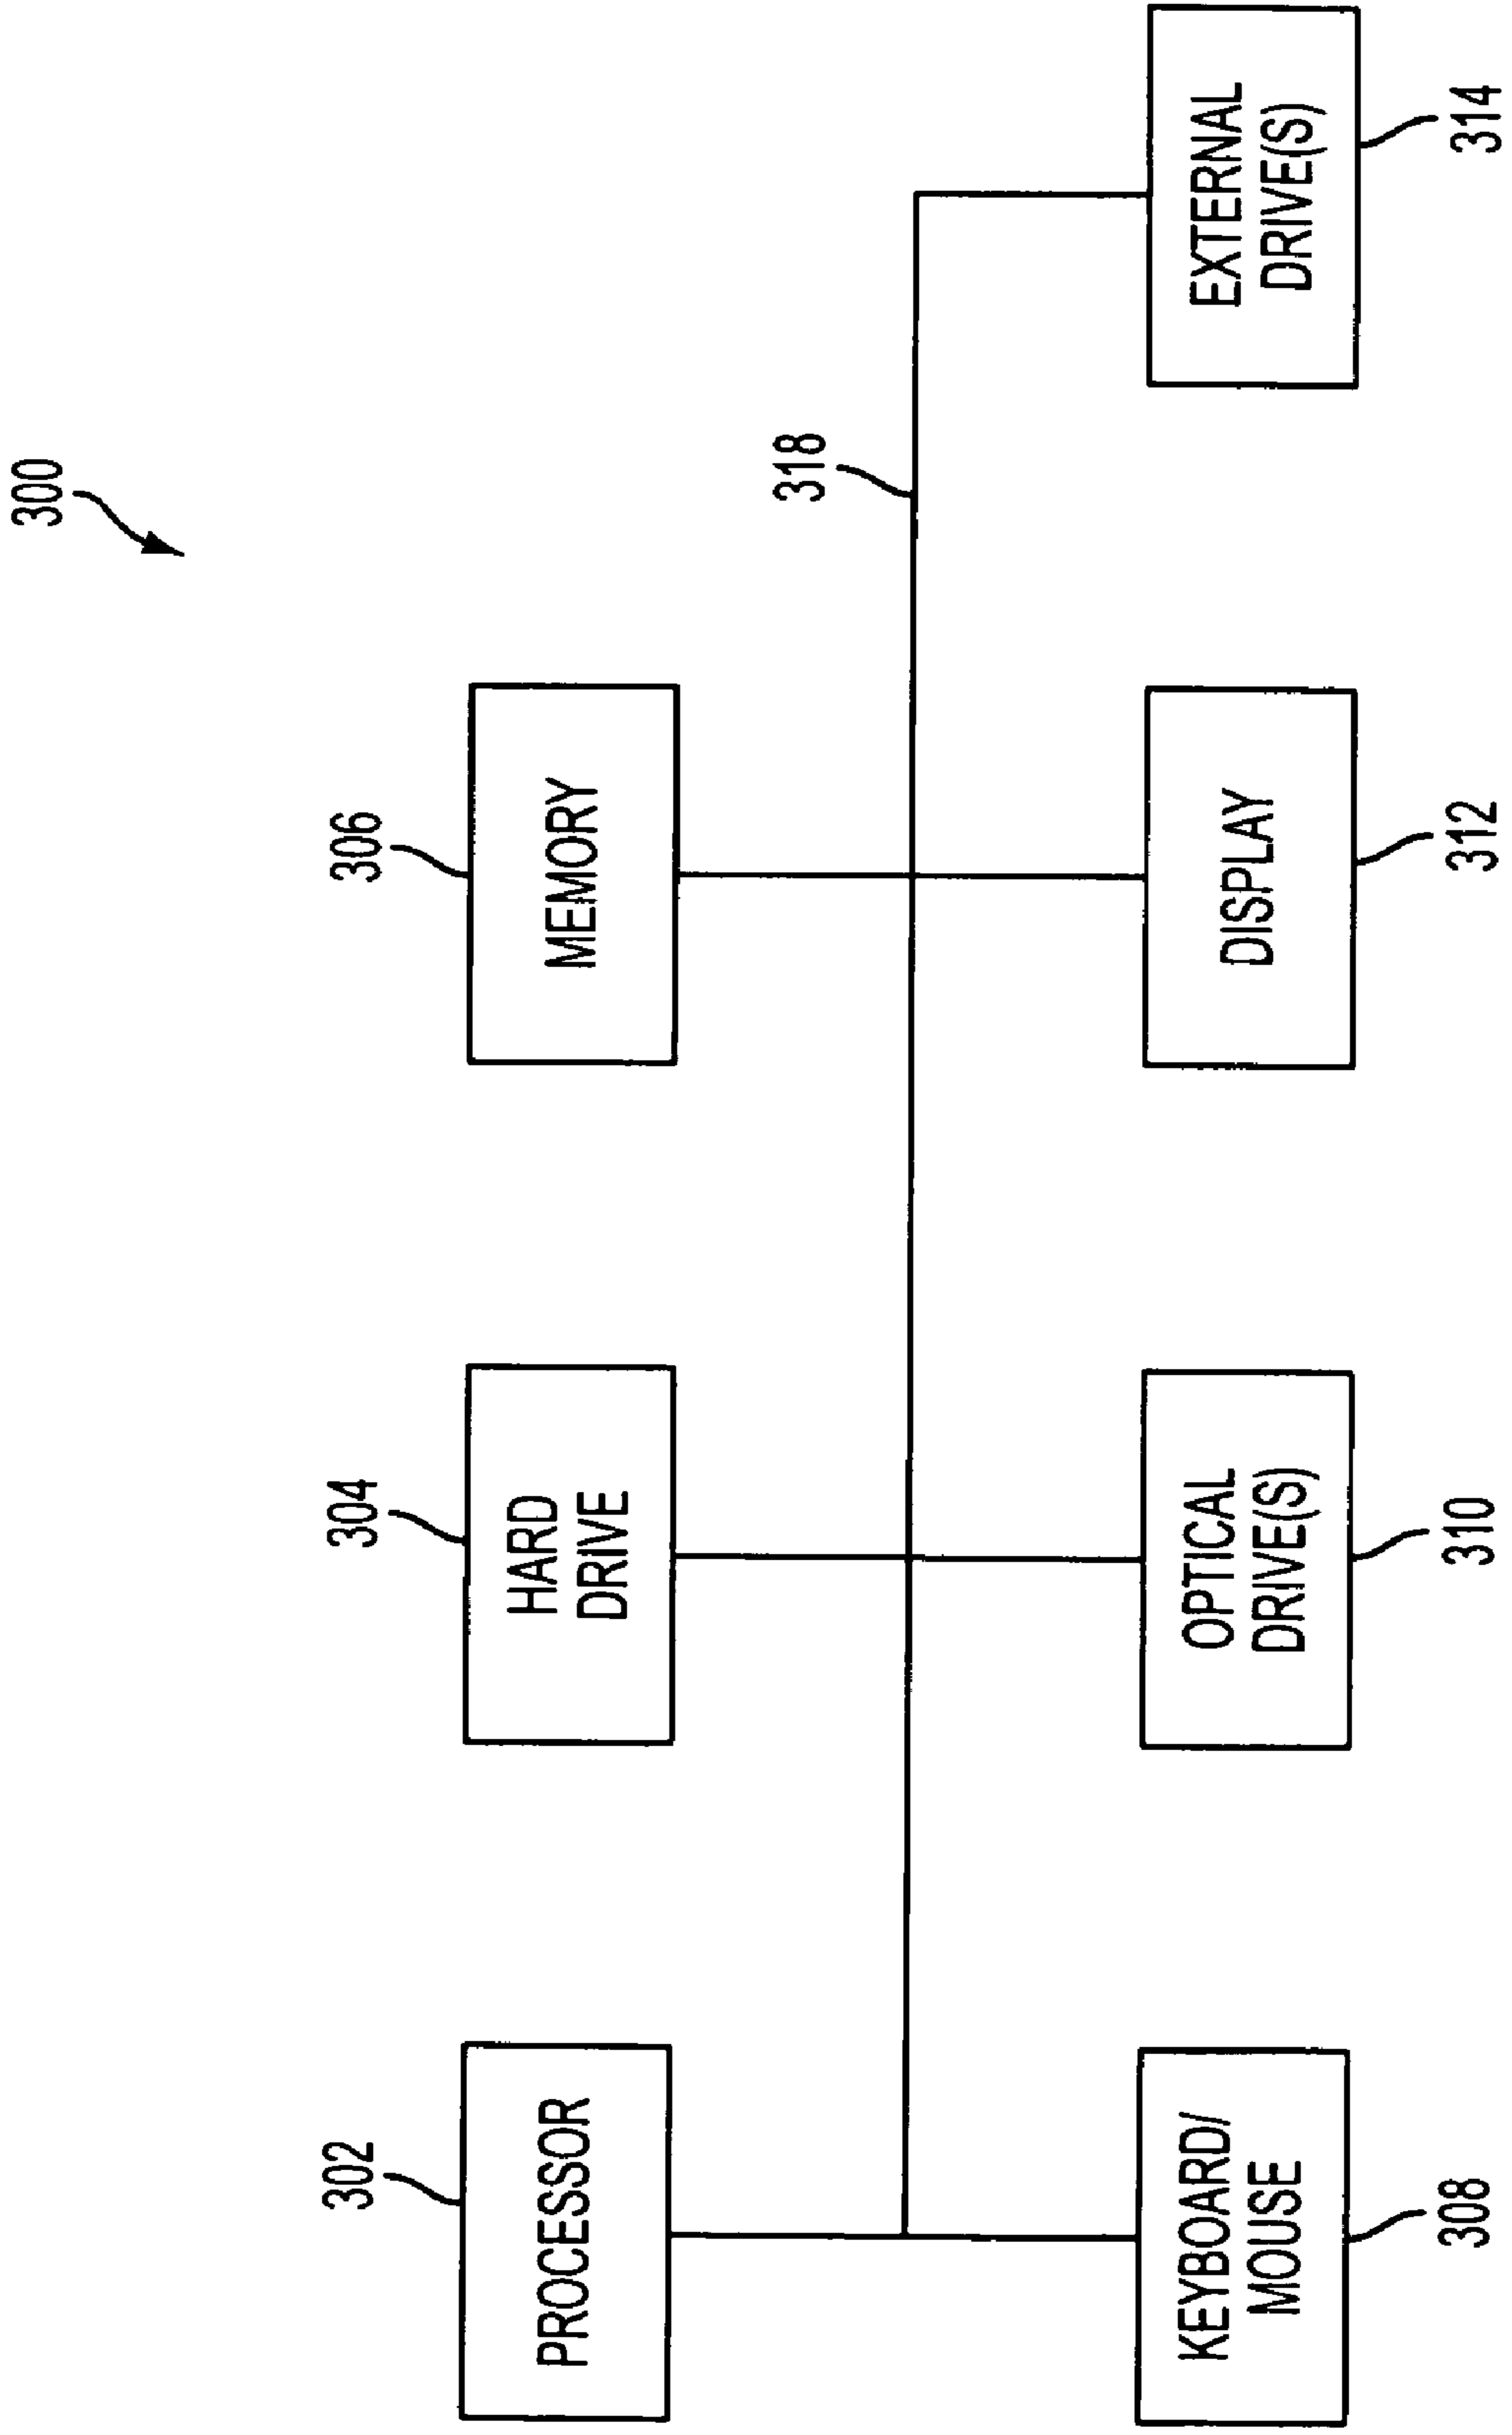 300
302
PROCESSOR
304
HARD
DRIVE
306
MEMORY
318
KEYBOARD/
MOUSE
308
OPTICAL
DRIVE(S)
310
DISPLAY
312
EXTERNAL
DRIVE(S)
314